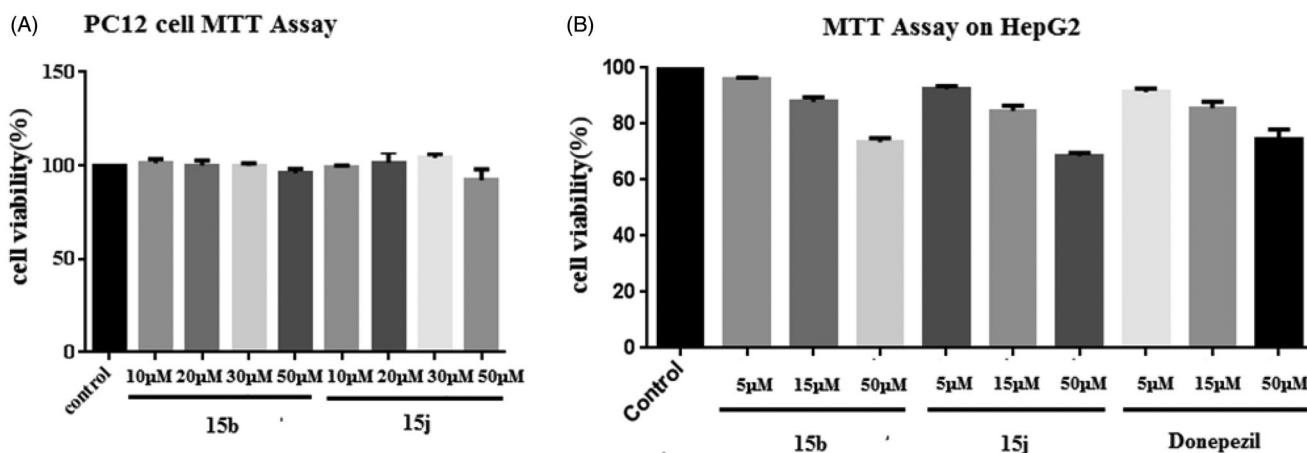 (A)
PC12 cell MTT Assay
cell viability(%)
150
100
50
0
control
10µM 20µM 30µM 50µM 10µM 20µM 30µM 50µM
15b
15j
(B)
MTT Assay on HepG2
cell viability(%)
100
80
60
40
20
0
Control
5µM 15µM 50µM 5µM 15µM 50µM 5µM 15µM 50µM
15b
15j
Donepezil